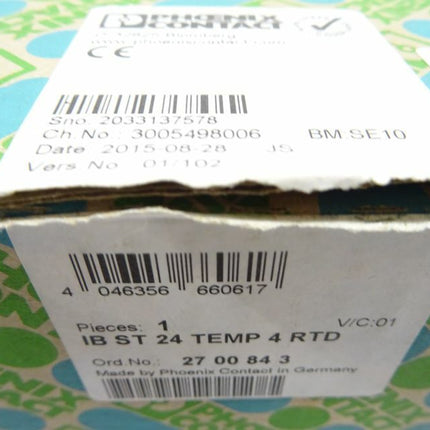 PHOENIX
CONTACT
D-32825 Blomberg
www.phoenixcontact.com
CE
Sno. 2033137578
Ch.No.: 3005498006 BM SE10
Date 2015-08-28 JS
Vers No. 01/102
4 046356 660617
Pieces: 1 V/C:01
IB ST 24 TEMP 4 RTD
Ord.No.: 27 00 84 3
Made by Phoenix Contact in Germany